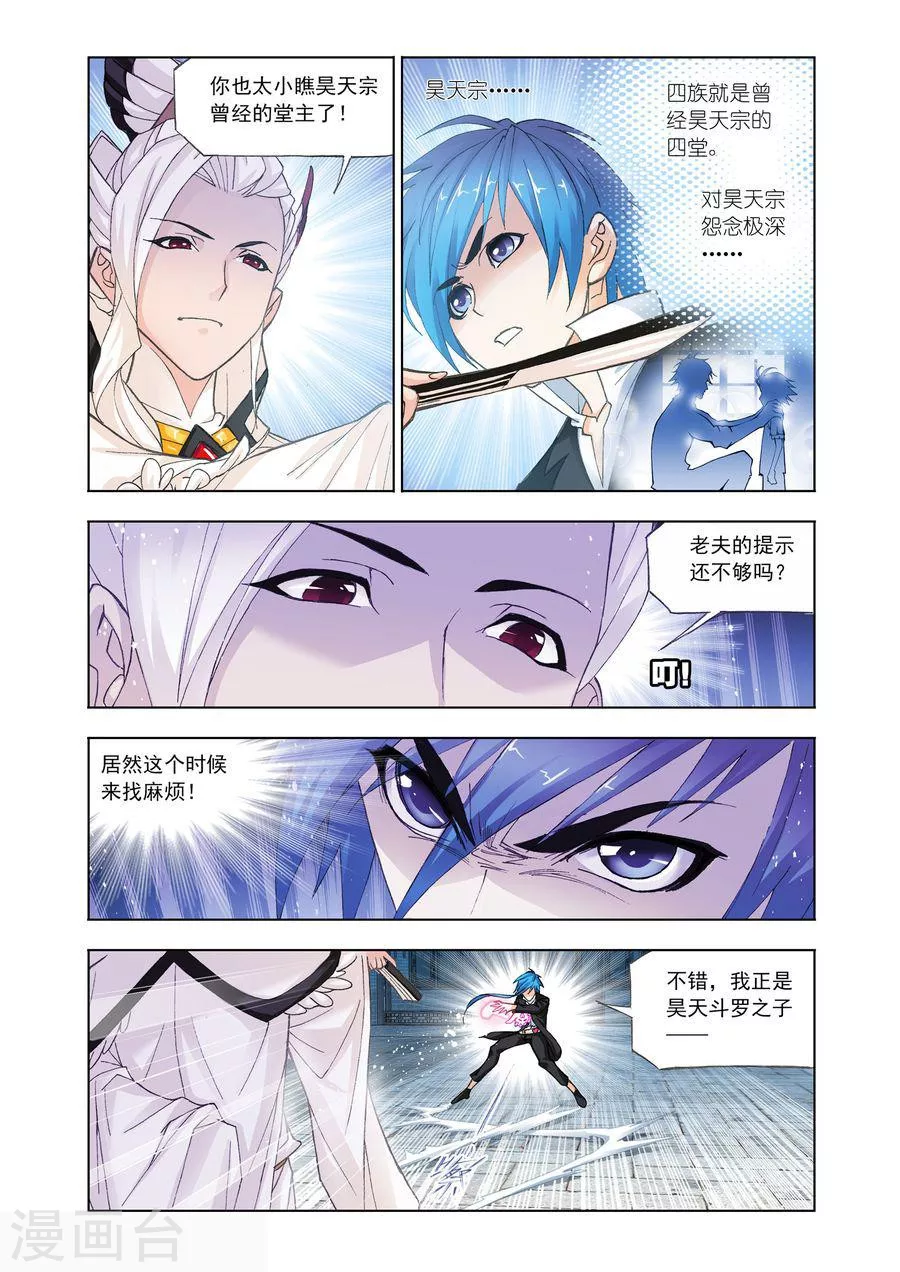 你也太小瞧昊天宗
曾经的堂主了！
昊天宗……
四族就是曾
经昊天宗的
四堂。
对昊天宗
怨念极深
……
老夫的提示
还不够吗？
叮！
居然这个时候
来找麻烦！
不错，我正是
昊天斗罗之子
——
漫画台